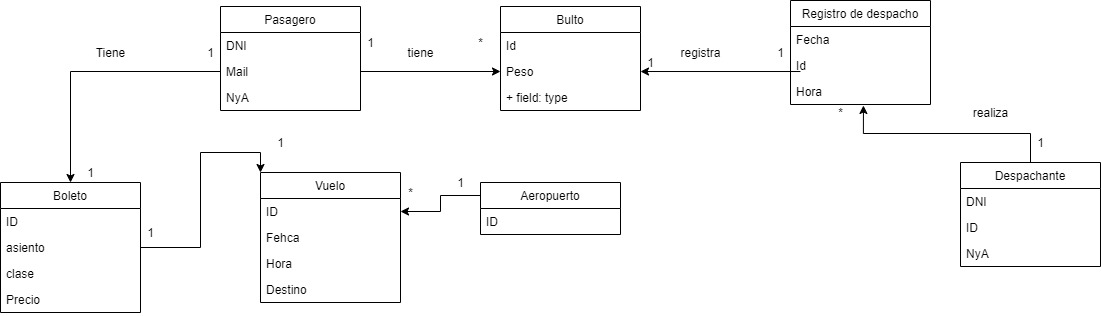 Pasagero
DNI
Mail
NyA
Tiene
1
1
1
tiene
*
Bulto
Id
Peso
+ field: type
1
registra
1
Registro de despacho
Fecha
Id
Hora
*
realiza
1
Despachante
DNI
ID
NyA
Boleto
ID
asiento
clase
Precio
1
1
Vuelo
ID
Fehca
Hora
Destino
*
1
Aeropuerto
ID